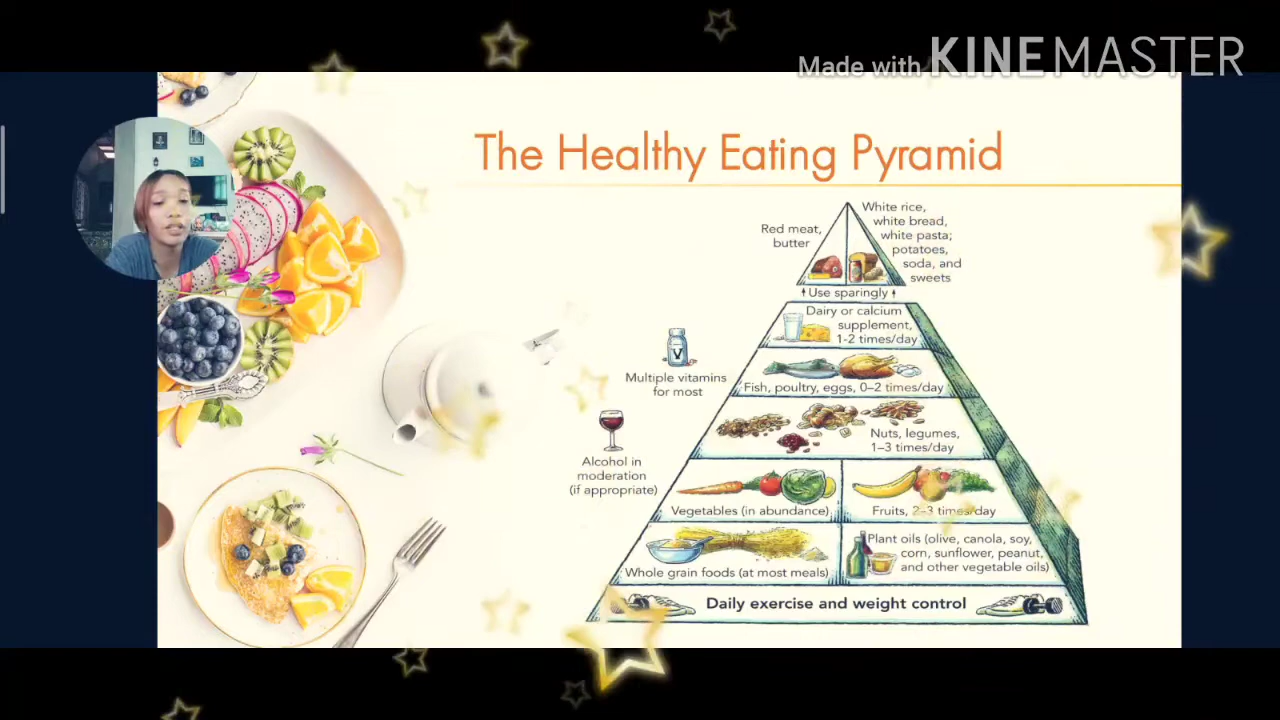 Made with KINEMASTER
The Healthy Eating Pyramid
Red meat,
butter
White rice,
white bread,
white pasta;
potatoes,
soda, and
sweets
Use sparingly
Dairy or calcium
supplement,
1-2 times/day
Multiple vitamins
for most
V
Fish, poultry, eggs, 0–2 times/day
Nuts, legumes,
1–3 times/day
Alcohol in
moderation
(if appropriate)
Vegetables (in abundance)
Fruits, 2–3 times/day
Whole grain foods (at most meals)
Plant oils (olive, canola, soy,
corn, sunflower, peanut,
and other vegetable oils)
Daily exercise and weight control